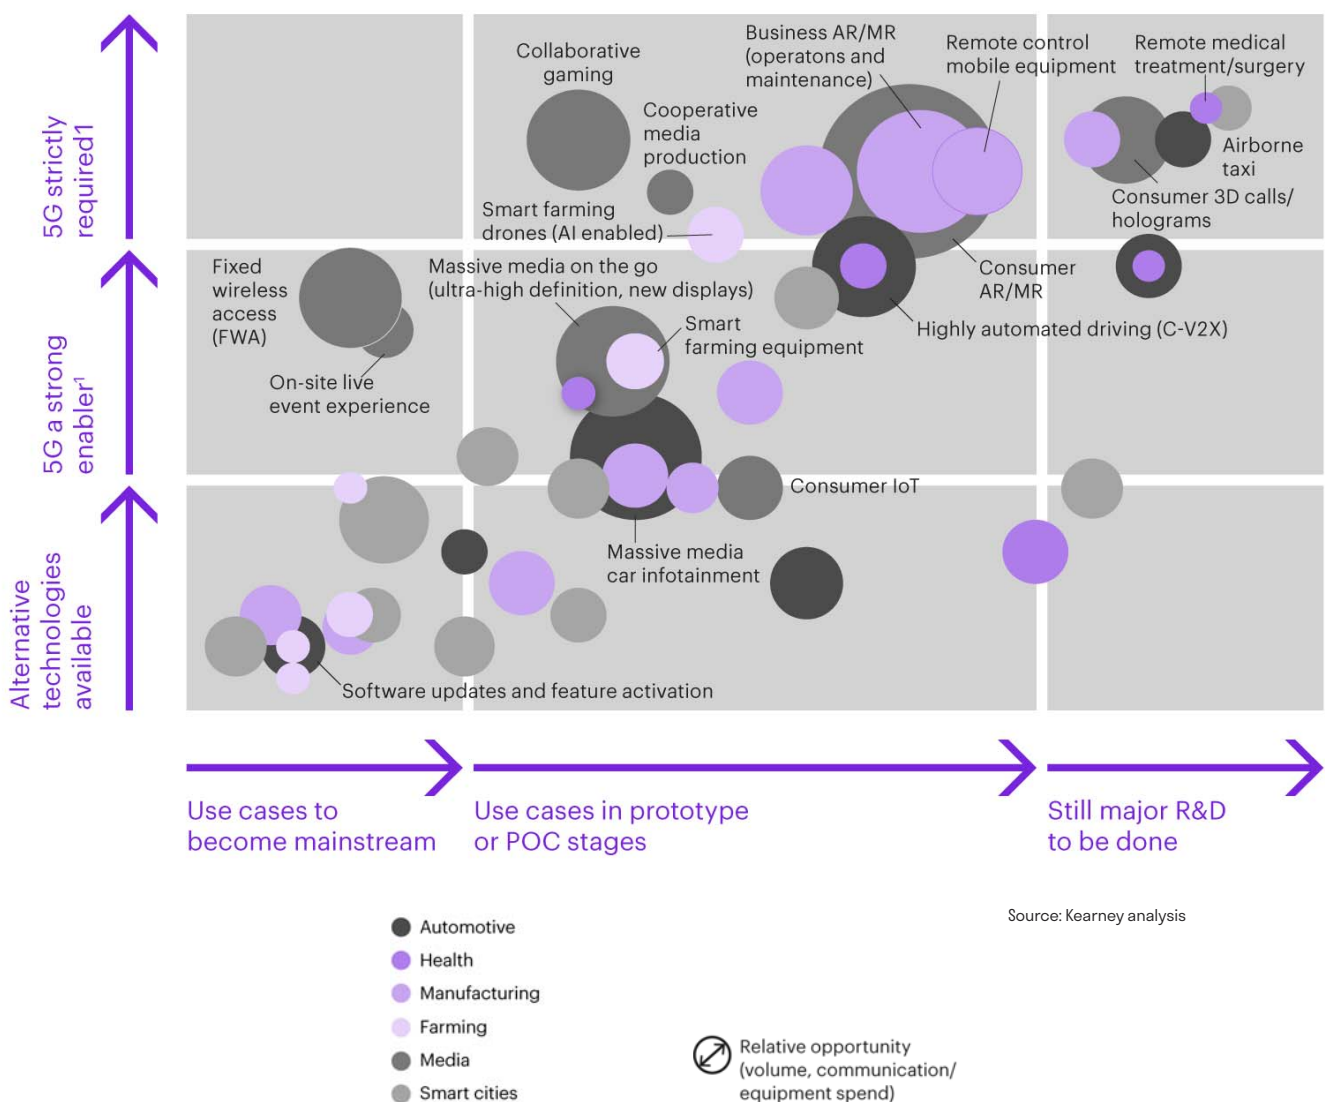 5G strictly
required1
5G a strong
enabler¹
Alternative
technologies
available
Collaborative
gaming
Cooperative
media
production
Business AR/MR
(operatons and
maintenance)
Remote control
mobile equipment
Remote medical
treatment/surgery
Airborne
taxi
Consumer 3D calls/
holograms
Smart farming
drones (AI enabled)
Fixed
wireless
access
(FWA)
Massive media on the go
(ultra-high definition, new displays)
Consumer
AR/MR
Smart
farming equipment
Highly automated driving (C-V2X)
On-site live
event experience
Consumer IoT
Massive media
car infotainment
Software updates and feature activation
Use cases to
become mainstream
Use cases in prototype
or POC stages
Still major R&D
to be done
Source: Kearney analysis
Automotive
Health
Manufacturing
Farming
Media
Smart cities
Relative opportunity
(volume, communication/
equipment spend)